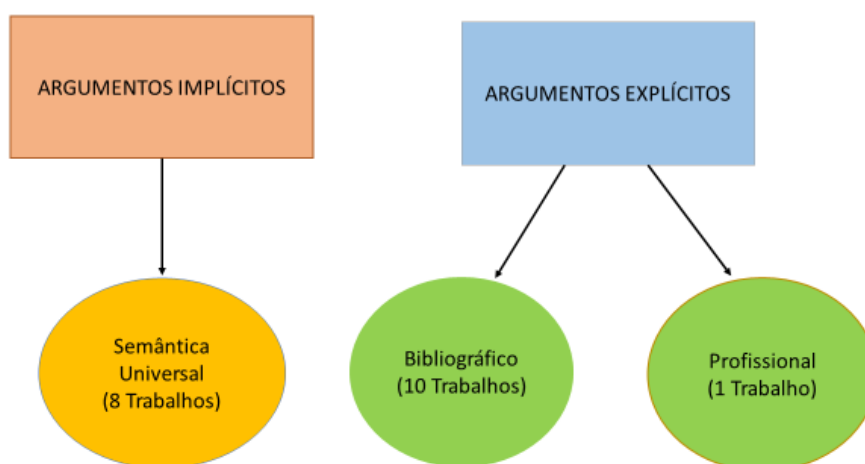 ARGUMENTOS IMPLÍCITOS
ARGUMENTOS EXPLÍCITOS
Semântica
Universal
(8 Trabalhos)
Bibliográfico
(10 Trabalhos)
Profissional
(1 Trabalho)